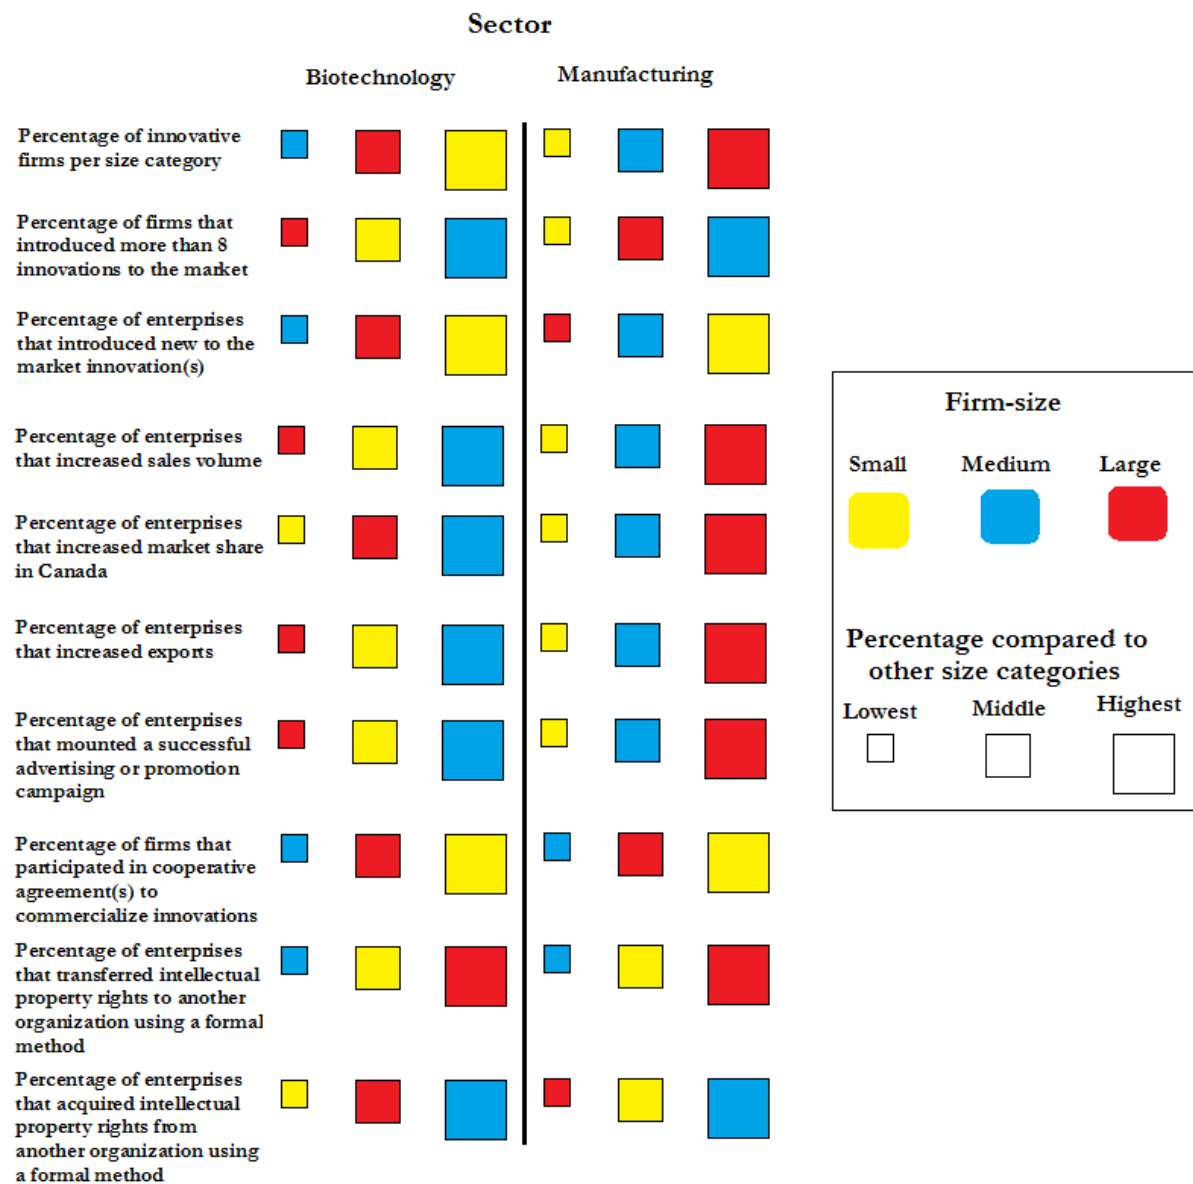 Sector
Biotechnology
Manufacturing
Percentage of innovative
firms per size category
Percentage of firms that
introduced more than 8
innovations to the market
Percentage of enterprises
that introduced new to the
market innovation(s)
Percentage of enterprises
that increased sales volume
Percentage of enterprises
that increased market share
in Canada
Percentage of enterprises
that increased exports
Percentage of enterprises
that mounted a successful
advertising or promotion
campaign
Percentage of firms that
participated in cooperative
agreement(s) to
commercialize innovations
Percentage of enterprises
that transferred intellectual
property rights to another
organization using a formal
method
Percentage of enterprises
that acquired intellectual
property rights from
another organization using
a formal method
Firm-size
Small
Medium
Large
Percentage compared to
other size categories
Lowest
Middle
Highest